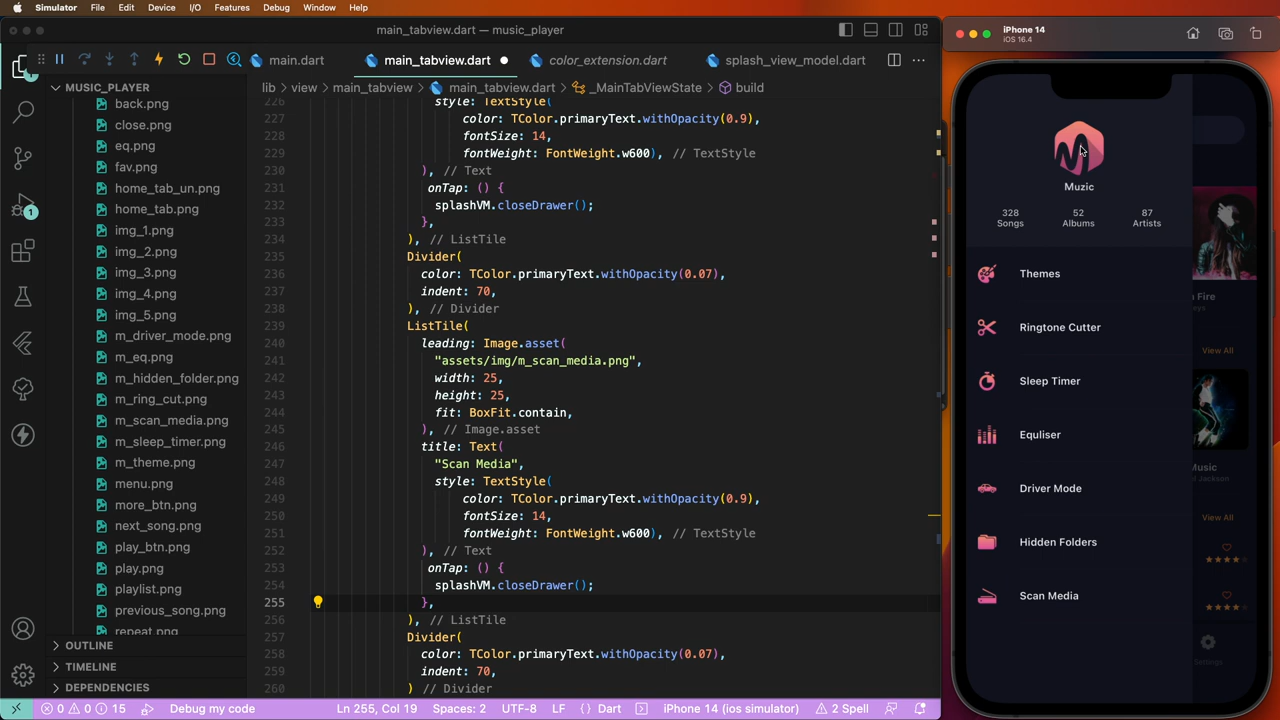 Simulator File Edit Device I/O Features Debug Window Help
main_tabview.dart — music_player
main.dart
main_tabview.dart
color_extension.dart
splash_view_model.dart
lib > view > main_tabview > main_tabview.dart > _MainTabViewState > build
MUSIC_PLAYER
back.png
close.png
eq.png
fav.png
home_tab_un.png
home_tab.png
img_1.png
img_2.png
img_3.png
img_4.png
img_5.png
m_driver_mode.png
m_eq.png
m_hidden_folder.png
m_ring_cut.png
m_scan_media.png
m_sleep_timer.png
m_theme.png
menu.png
more_btn.png
next_song.png
play_btn.png
play.png
playlist.png
previous_song.png
repeat.png
OUTLINE
TIMELINE
DEPENDENCIES
1
1
226 style: TextStyle(
227 color: TColor.primaryText.withOpacity(0.9),
228 fontSize: 14,
229 fontWeight: FontWeight.w600), // TextStyle
230 ), // Text
231 onTap: () {
232 splashVM.closeDrawer();
233 },
234 ), // ListTile
235 Divider(
236 color: TColor.primaryText.withOpacity(0.07),
237 indent: 70,
238 ), // Divider
239 ListTile(
240 leading: Image.asset(
241 "assets/img/m_scan_media.png",
242 width: 25,
243 height: 25,
244 fit: BoxFit.contain,
245 ), // Image.asset
246 title: Text(
247 "Scan Media",
248 style: TextStyle(
249 color: TColor.primaryText.withOpacity(0.9),
250 fontSize: 14,
251 fontWeight: FontWeight.w600), // TextStyle
252 ), // Text
253 onTap: () {
254 splashVM.closeDrawer();
255 },
256 ), // ListTile
257 Divider(
258 color: TColor.primaryText.withOpacity(0.07),
259 indent: 70,
260 ) // Divider
0 0 15 Debug my code Ln 255, Col 19 Spaces: 2 UTF-8 LF {} Dart iPhone 14 (ios simulator) 2 Spell
iPhone 14
iOS 16.4
Muzic
328 52 87
Songs Albums Artists
Themes
Ringtone Cutter
Sleep Timer
Equliser
Driver Mode
Hidden Folders
Scan Media
Fire
View All
Music
Jackson
View All
Settings